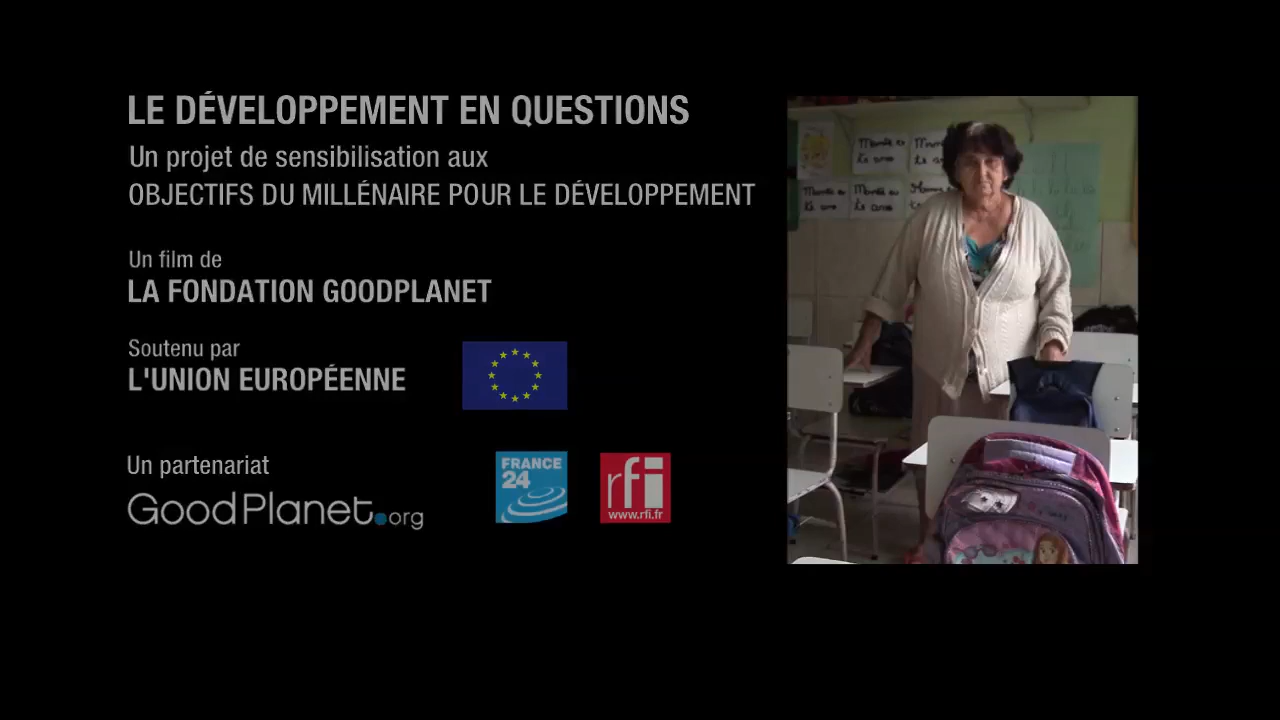 LE DÉVELOPPEMENT EN QUESTIONS
Un projet de sensibilisation aux
OBJECTIFS DU MILLÉNAIRE POUR LE DÉVELOPPEMENT
Un film de
LA FONDATION GOODPLANET
Soutenu par
L'UNION EUROPÉENNE
Un partenariat
GoodPlanet.org
FRANCE
24
rfi
www.rfi.fr